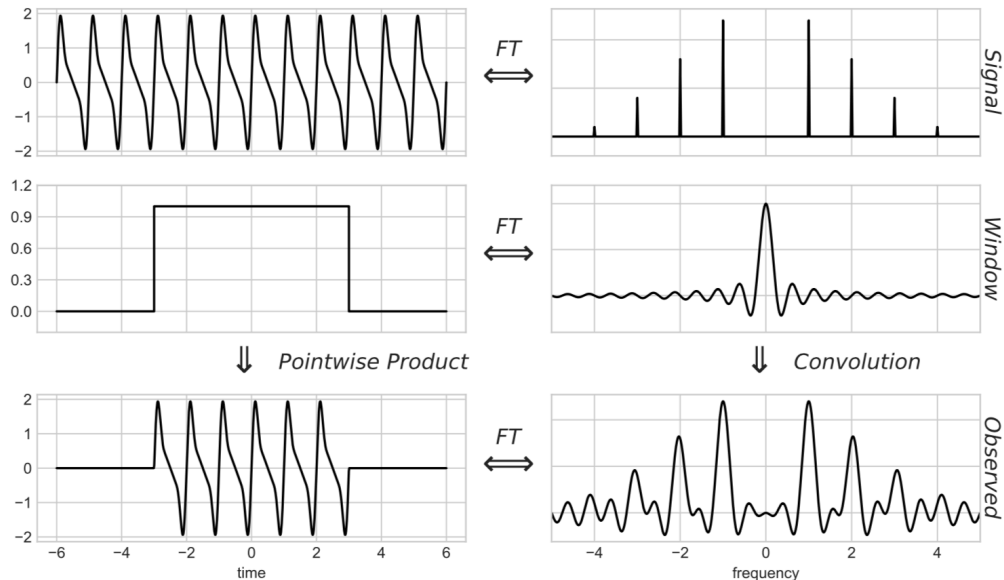 2
1
0
−1
−2
FT
Signal
1.2
0.9
0.6
0.3
0.0
FT
Window
Pointwise Product
Convolution
2
1
0
−1
−2
FT
Observed
−6 −4 −2 0 2 4 6
time
−4 −2 0 2 4
frequency